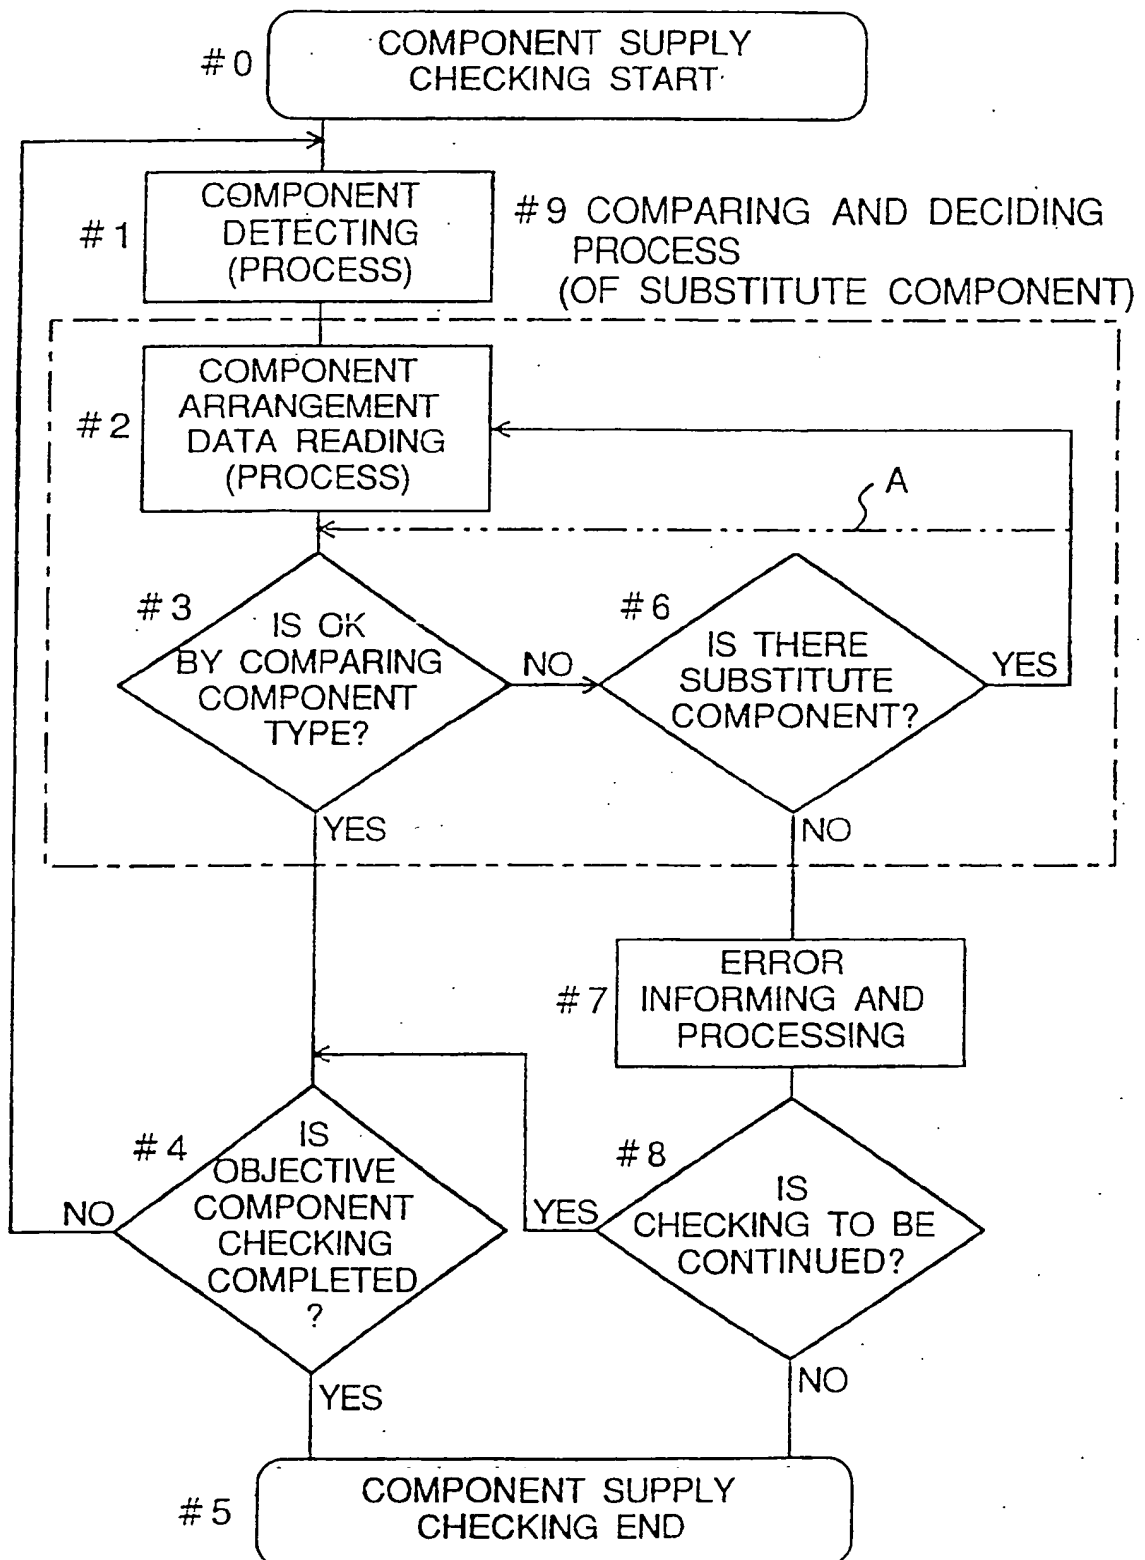 #0
COMPONENT SUPPLY
CHECKING START
#1
COMPONENT
DETECTING
(PROCESS)
#9 COMPARING AND DECIDING
PROCESS
(OF SUBSTITUTE COMPONENT)
#2
COMPONENT
ARRANGEMENT
DATA READING
(PROCESS)
A
#3
IS OK
BY COMPARING
COMPONENT
TYPE?
NO
YES
#6
IS THERE
SUBSTITUTE
COMPONENT?
YES
NO
#7
ERROR
INFORMING AND
PROCESSING
#4
IS
OBJECTIVE
COMPONENT
CHECKING
COMPLETED
?
NO
YES
#8
IS
CHECKING TO BE
CONTINUED?
YES
NO
#5
COMPONENT SUPPLY
CHECKING END